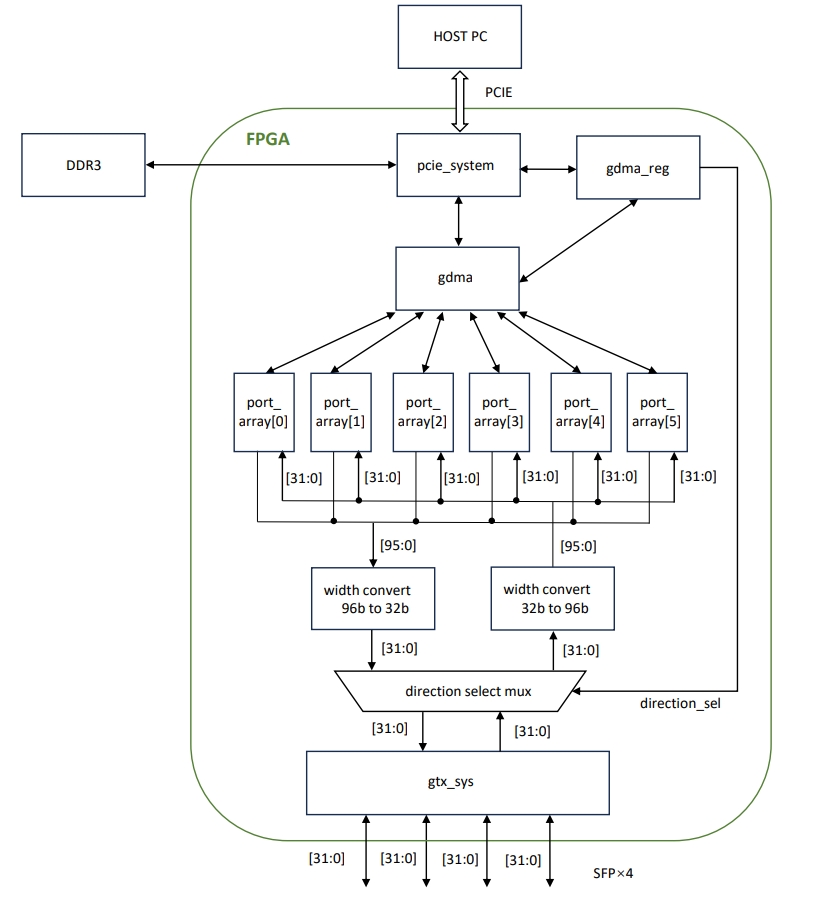 HOST PC
PCIE
FPGA
DDR3
pcie_system
gdma_reg
gdma
port_
array[0]
port_
array[1]
port_
array[2]
port_
array[3]
port_
array[4]
port_
array[5]
[31:0]
[31:0]
[31:0]
[31:0]
[31:0]
[31:0]
[95:0]
[95:0]
width convert
96b to 32b
width convert
32b to 96b
[31:0]
[31:0]
direction select mux
direction_sel
[31:0]
[31:0]
gtx_sys
[31:0]
[31:0]
[31:0]
[31:0]
SFP×4